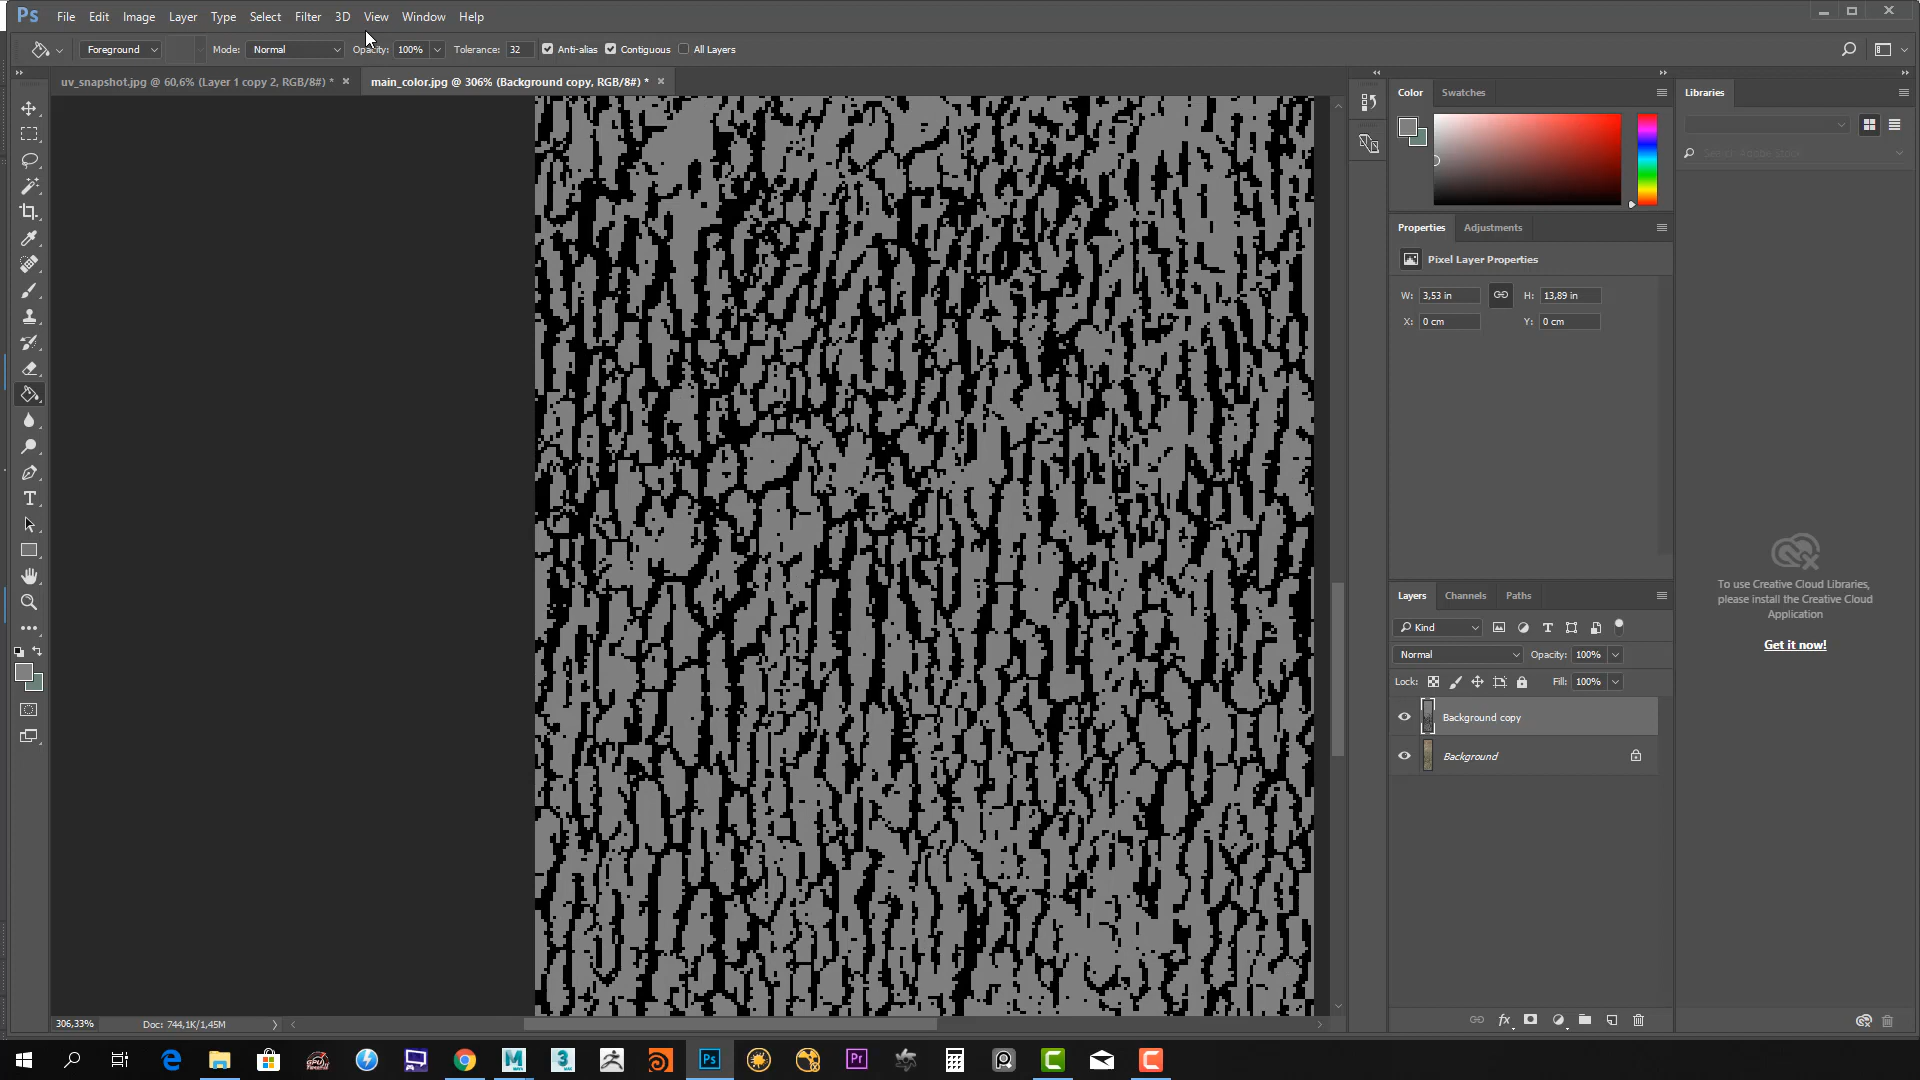 Ps File Edit Image Layer Type Select Filter 3D View Window Help
Foreground Mode: Normal Opacity: 100% Tolerance: 32 Anti-alias Contiguous All Layers
uv_snapshot.jpg @ 60,6% (Layer 1 copy 2, RGB/8#) * main_color.jpg @ 306% (Background copy, RGB/8#) *
Color Swatches
Libraries
Search Adobe Stock
Properties Adjustments
Pixel Layer Properties
W: 3,53 in H: 13,89 in
X: 0 cm Y: 0 cm
To use Creative Cloud Libraries,
please install the Creative Cloud
Application
Get it now!
Layers Channels Paths
Kind
Normal Opacity: 100%
Lock: Fill: 100%
Background copy
Background
fx
306,33% Doc: 744,1K/1,45M